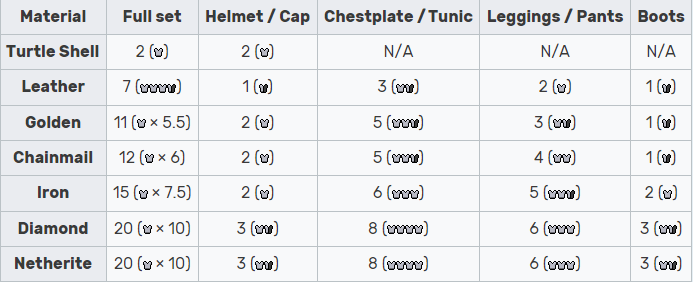 Material Full set Helmet / Cap Chestplate / Tunic Leggings / Pants Boots
Turtle Shell 2 () 2 () N/A N/A N/A
Leather 7 () 1 () 3 () 2 () 1 ()
Golden 11 ( × 5.5) 2 () 5 () 3 () 1 ()
Chainmail 12 ( × 6) 2 () 5 () 4 () 1 ()
Iron 15 ( × 7.5) 2 () 6 () 5 () 2 ()
Diamond 20 ( × 10) 3 () 8 () 6 () 3 ()
Netherite 20 ( × 10) 3 () 8 () 6 () 3 ()